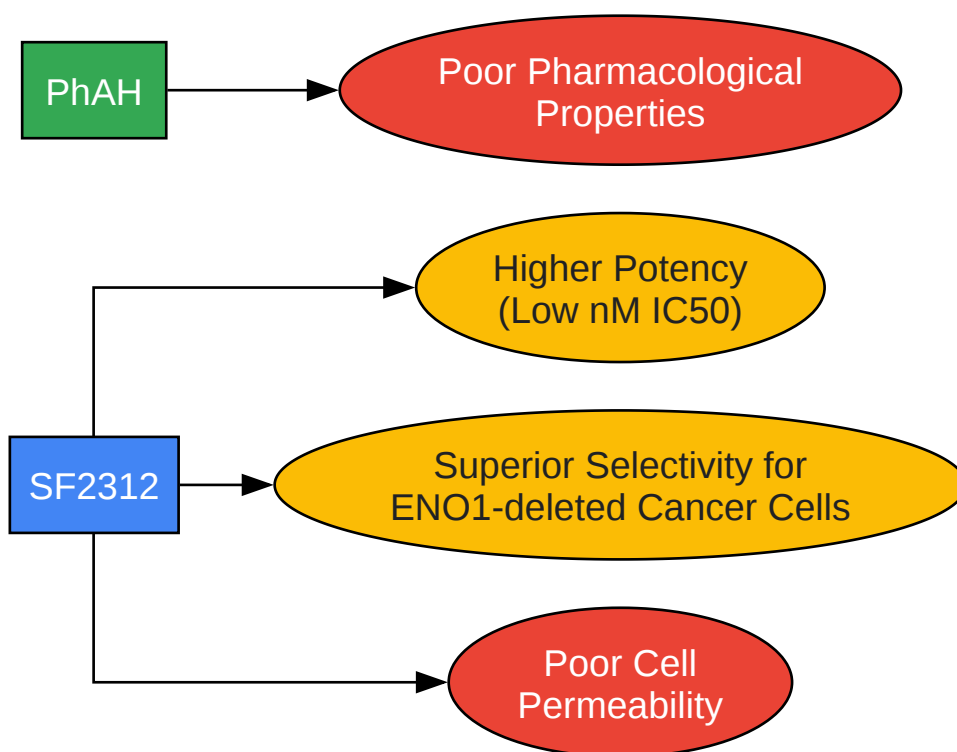 PhAH
Poor Pharmacological
Properties
Higher Potency
(Low nM IC50)
SF2312
Superior Selectivity for
ENO1-deleted Cancer Cells
Poor Cell
Permeability